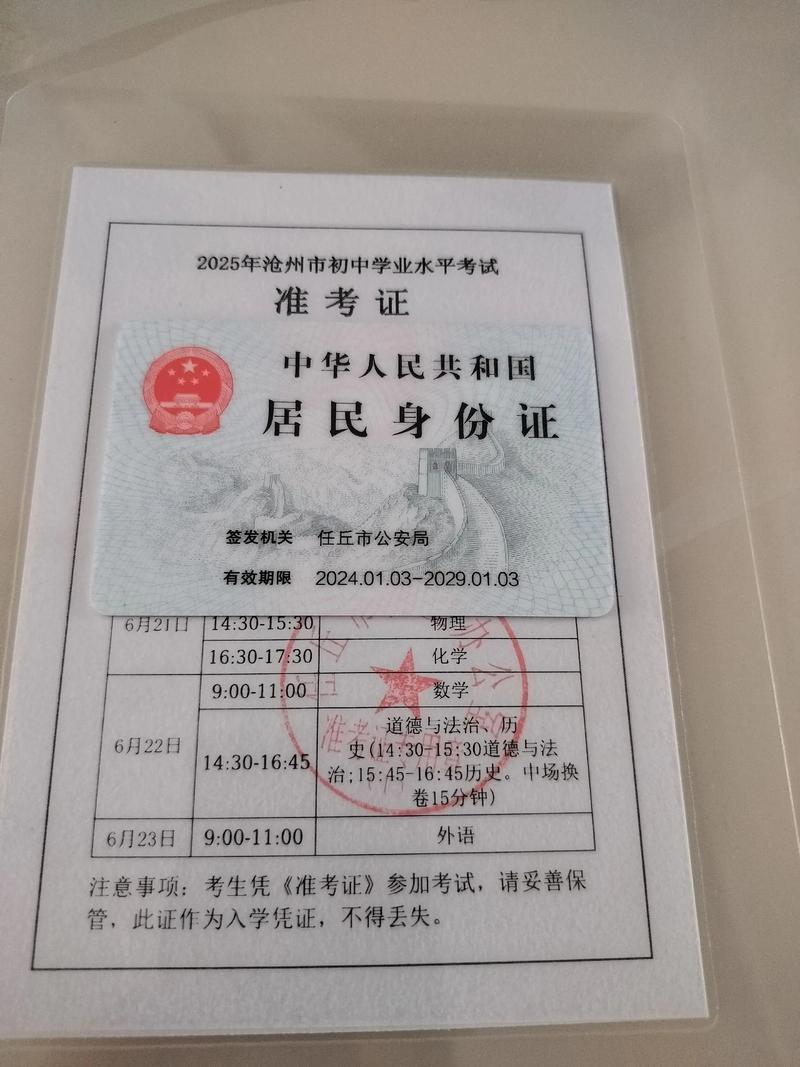 2025年沧州市初中学业水平考试
准考证
中华人民共和国
居民身份证
签发机关 任丘市公安局
有效期限 2024.01.03-2029.01.03
6月21日 14:30-15:30 物理
16:30-17:30 化学
9:00-11:00 数学
6月22日 14:30-16:45 道德与法治、历
史(14:30-15:30道德与法
治;15:45-16:45历史。中场换
卷15分钟)
6月23日 9:00-11:00 外语
注意事项：考生凭《准考证》参加考试，请妥善保
管，此证作为入学凭证，不得丢失。